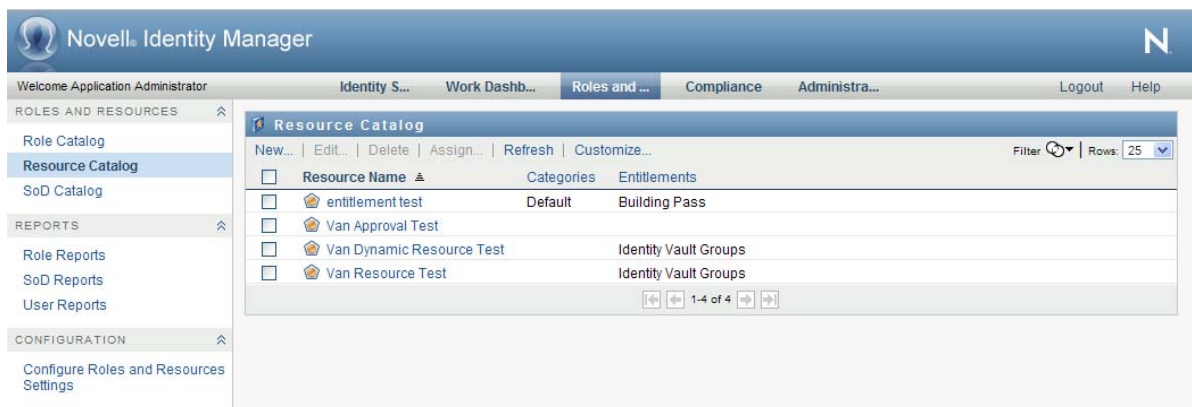 Novell® Identity Manager
N
Welcome Application Administrator
Identity S... Work Dashb... Roles and ... Compliance Administra... Logout Help
ROLES AND RESOURCES
Role Catalog
Resource Catalog
SoD Catalog
REPORTS
Role Reports
SoD Reports
User Reports
CONFIGURATION
Configure Roles and Resources
Settings
Resource Catalog
New... | Edit... | Delete | Assign... | Refresh | Customize... Filter | Rows: 25
Resource Name Categories Entitlements
entitlement test Default Building Pass
Van Approval Test
Van Dynamic Resource Test Identity Vault Groups
Van Resource Test Identity Vault Groups
1-4 of 4